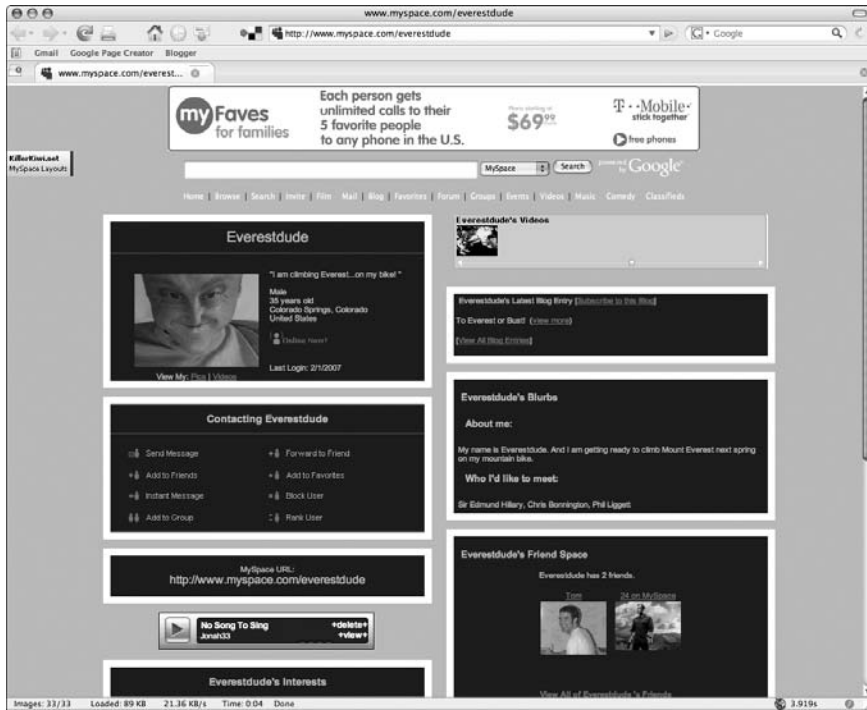 www.myspace.com/everestdude
http://www.myspace.com/everestdude
G Google
Gmail Google Page Creator Blogger
www.myspace.com/everest...
my Faves
for families
Each person gets
unlimited calls to their
5 favorite people
to any phone in the U.S.
Plans starting at
$69.99
T-Mobile
stick together
free phones
KillerKiwi.net
MySpace Layouts
MySpace Search powered by Google
Home | Browse | Search | Invite | Film Mail | Blog | Favorites | Forum | Groups | Events | Videos | Music Comedy Classifieds
Everestdude
"I am climbing Everest...on my bike! "
Male
35 years old
Colorado Springs, Colorado
United States
Online Now!
Last Login: 2/1/2007
View My: Pics | Videos
Contacting Everestdude
Send Message Forward to Friend
Add to Friends Add to Favorites
Instant Message Block User
Add to Group Rank User
MySpace URL:
http://www.myspace.com/everestdude
No Song To Sing +delete+
Jonah33 +view+
Everestdude's Interests
Everestdude's Videos
Everestdude's Latest Blog Entry [Subscribe to this Blog]
To Everest or Bust! (view more)
[View All Blog Entries]
Everestdude's Blurbs
About me:
My name is Everestdude. And I am getting ready to climb Mount Everest next spring
on my mountain bike.
Who I'd like to meet:
Sir Edmund Hillary, Chris Bonnington, Phil Liggett
Everestdude's Friend Space
Everestdude has 2 friends.
Tom 24 on MySpace
View All of Everestdude 's Friends
Images: 33/33 Loaded: 89 KB 21.36 KB/s Time: 0:04 Done 3.919s